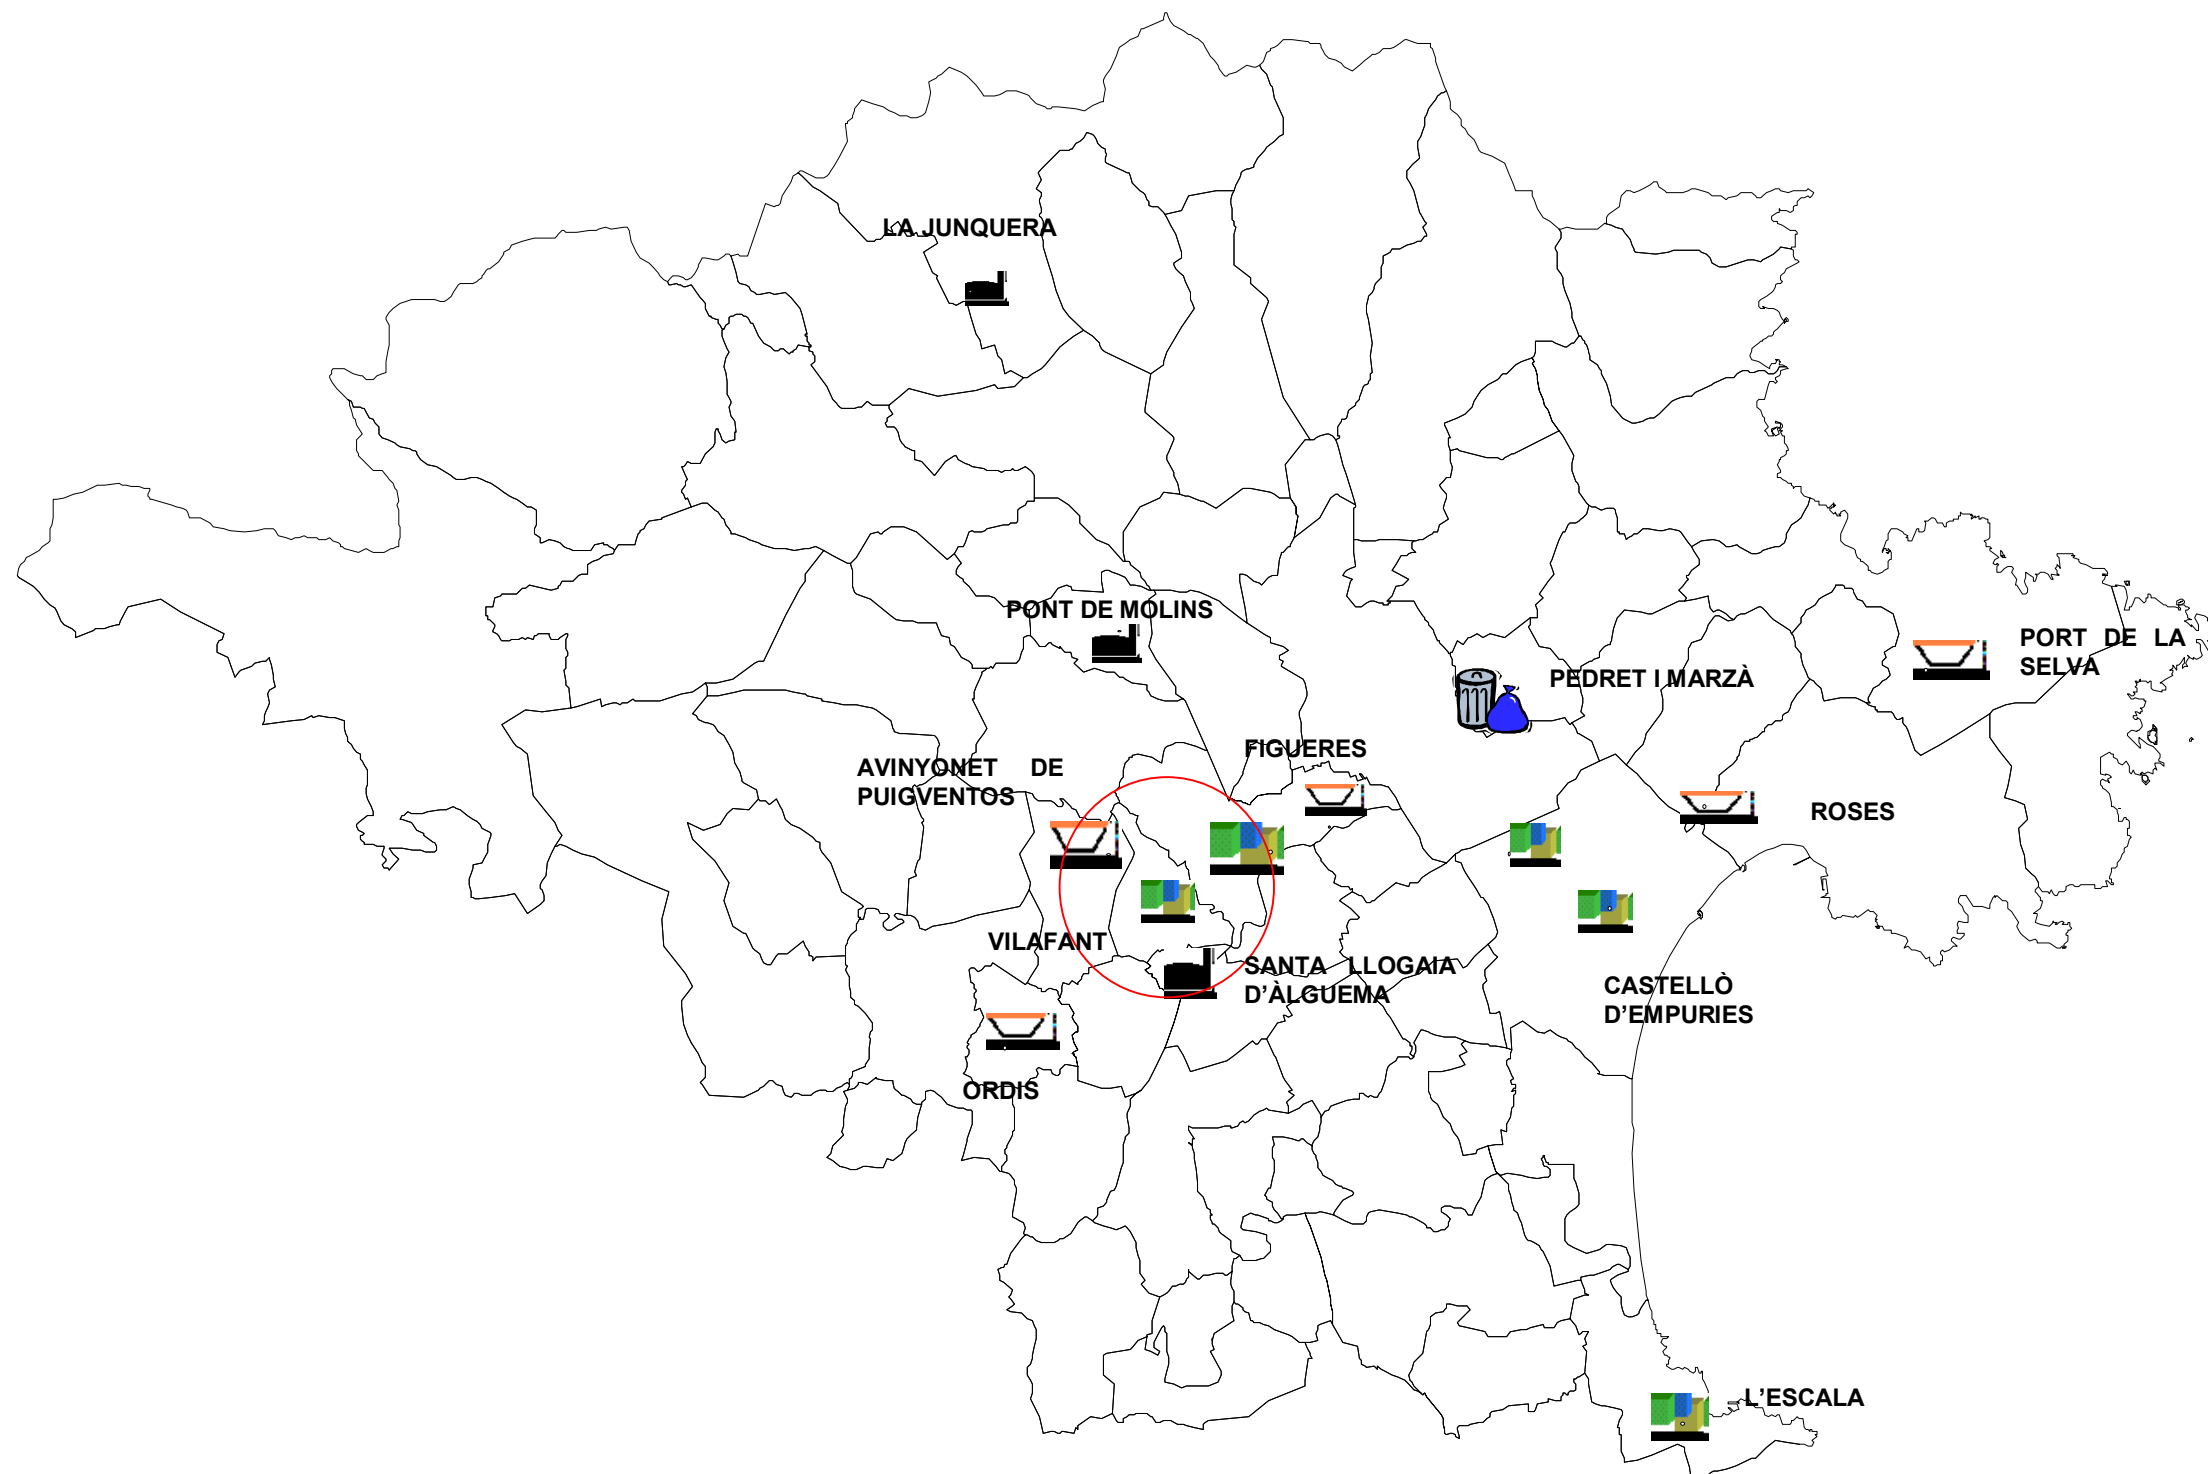 LA JUNQUERA
PONT DE MOLINS
PORT DE LA
SELVA
PEDRET I MARZÀ
FIGUERES
AVINYONET DE
PUIGVENTOS
ROSES
VILAFANT
SANTA LLOGAIA
D'ÀLGUEMA
CASTELLÒ
D'EMPURIES
ORDIS
L'ESCALA